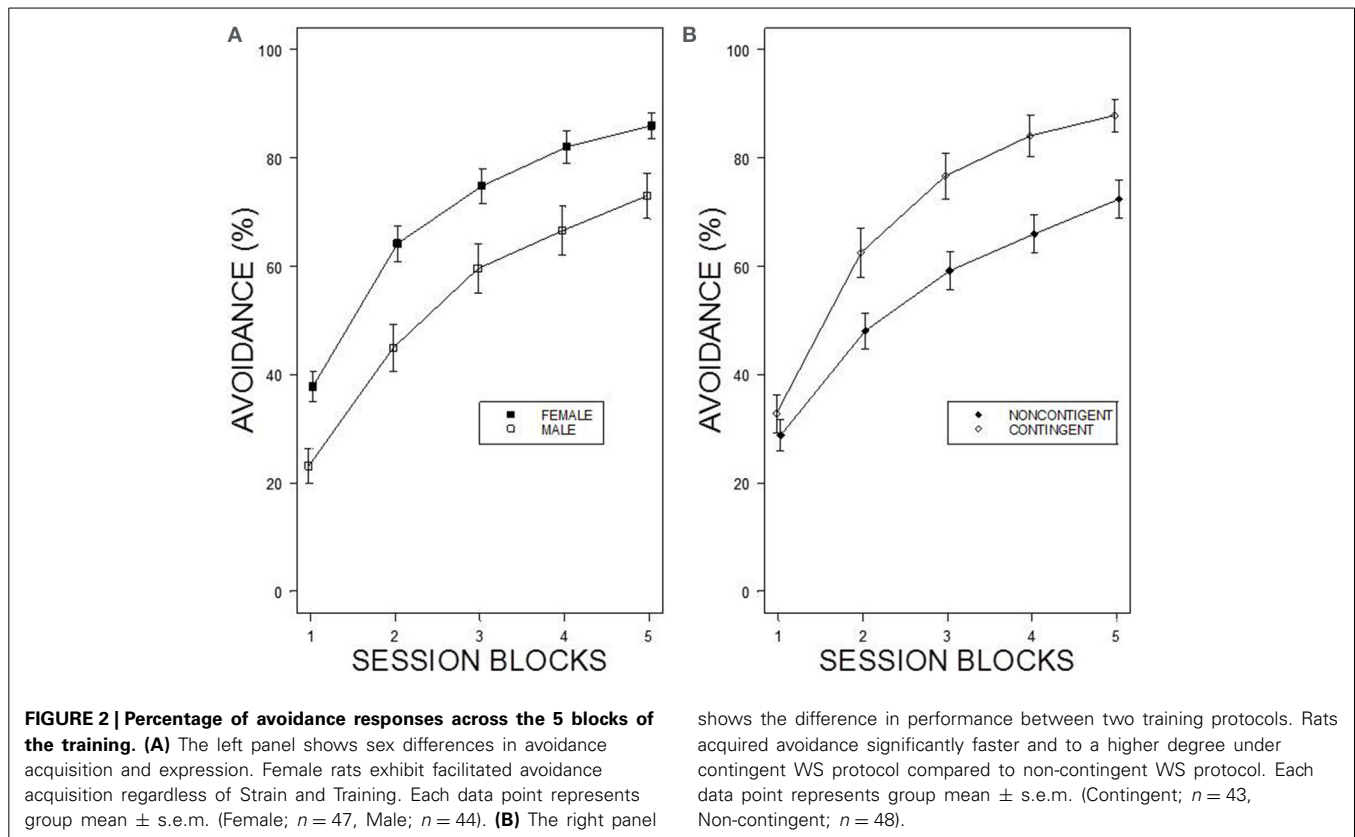 A
100
80
60
40
20
0
AVOIDANCE (%)
FEMALE
MALE
1 2 3 4 5
SESSION BLOCKS
B
100
80
60
40
20
0
AVOIDANCE (%)
NONCONTIGENT
CONTINGENT
1 2 3 4 5
SESSION BLOCKS
FIGURE 2 | Percentage of avoidance responses across the 5 blocks of
the training. (A) The left panel shows sex differences in avoidance
acquisition and expression. Female rats exhibit facilitated avoidance
acquisition regardless of Strain and Training. Each data point represents
group mean ± s.e.m. (Female; n = 47, Male; n = 44). (B) The right panel
shows the difference in performance between two training protocols. Rats
acquired avoidance significantly faster and to a higher degree under
contingent WS protocol compared to non-contingent WS protocol. Each
data point represents group mean ± s.e.m. (Contingent; n = 43,
Non-contingent; n = 48).